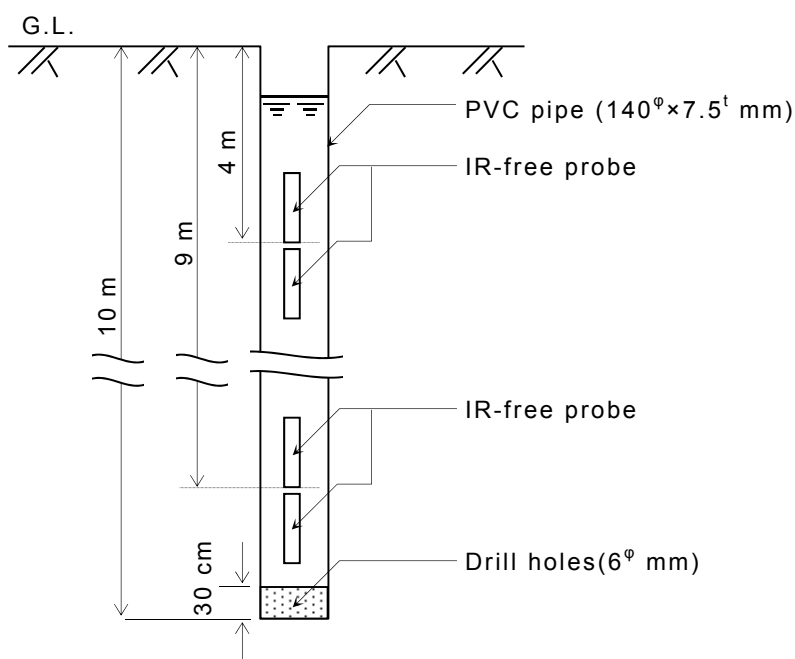 G.L.
PVC pipe (140ᵠ×7.5ᵗ mm)
IR-free probe
4 m
9 m
10 m
IR-free probe
30 cm
Drill holes(6ᵠ mm)